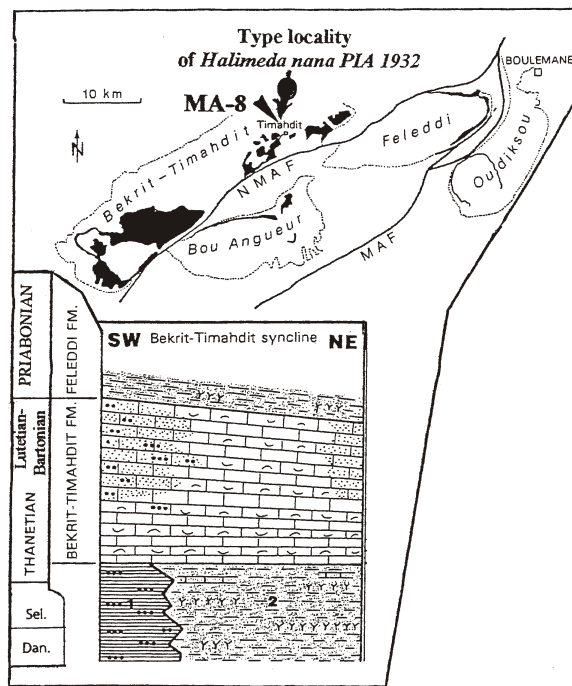 Type locality
of Halimeda nana PIA 1932
BOULEMANE
10 km
MA-8
Timahdit
N
Bekrit-Timahdit
Feleddi
Oudiksou
NMAF
Bou Angueur
MAF
SW Bekrit-Timahdit syncline NE
PRIABONIAN
FELEDDI FM.
Lutetian-
Bartonian
THANETIAN
BEKRIT-TIMAHDIT FM.
1
2
Sel.
Dan.